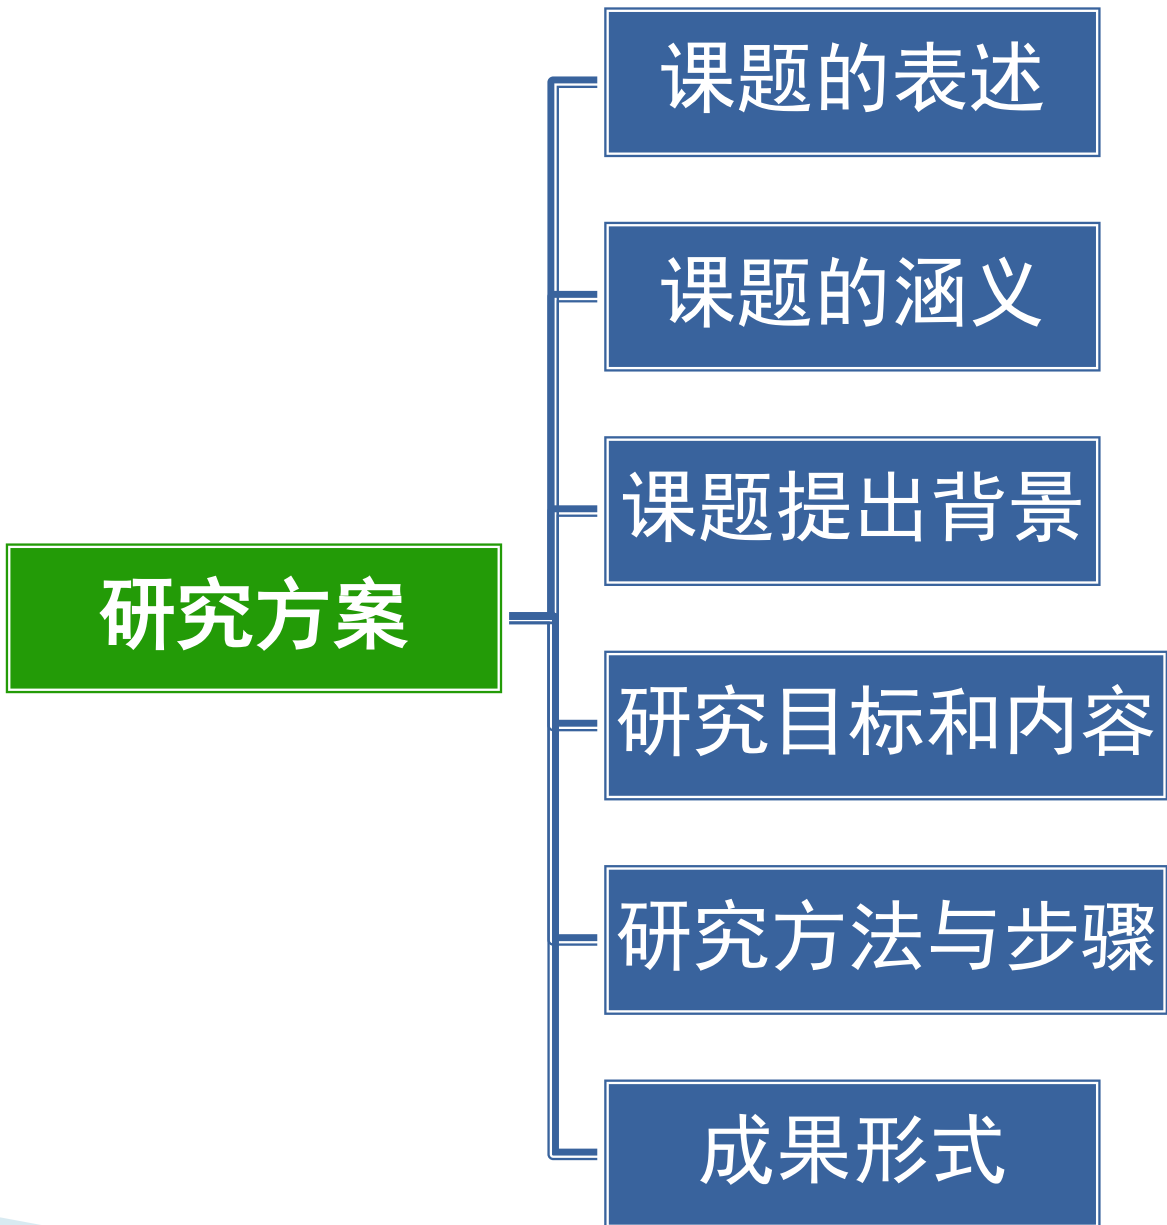 课题的表述
课题的涵义
课题提出背景
研究方案
研究目标和内容
研究方法与步骤
成果形式